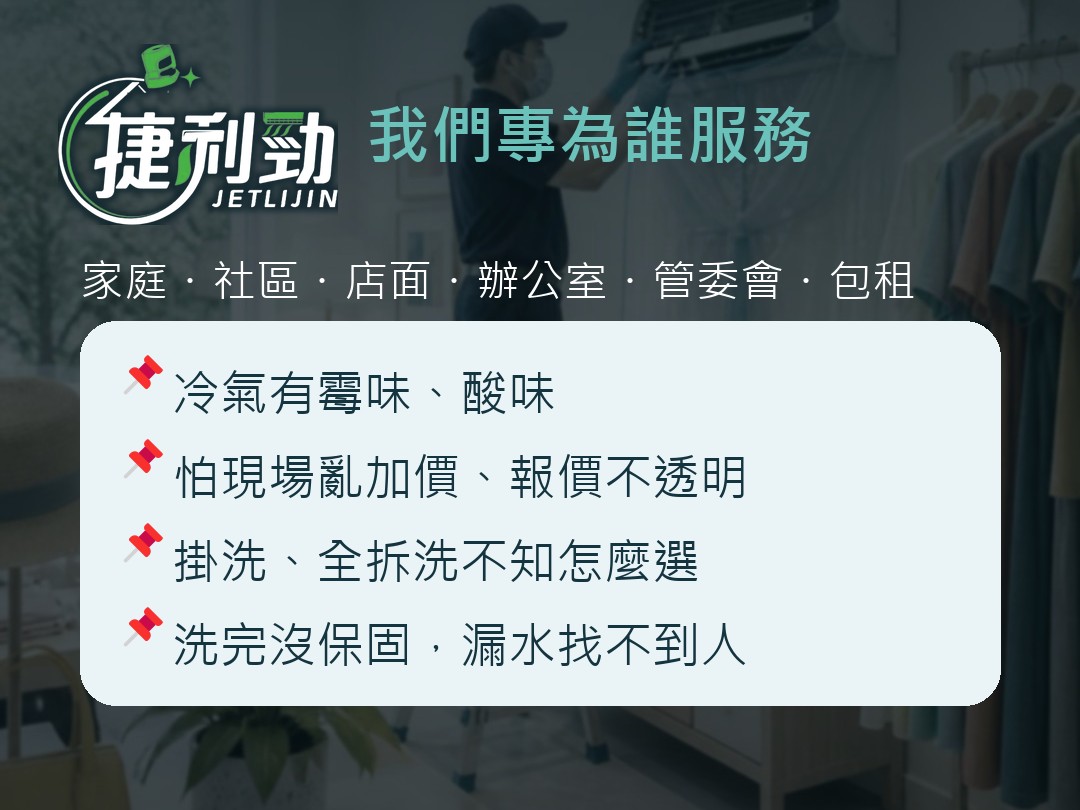 捷利勁
JETLIJIN
我們專為誰服務
家庭．社區．店面．辦公室．管委會．包租
冷氣有霉味、酸味
怕現場亂加價、報價不透明
掛洗、全拆洗不知怎麼選
洗完沒保固，漏水找不到人